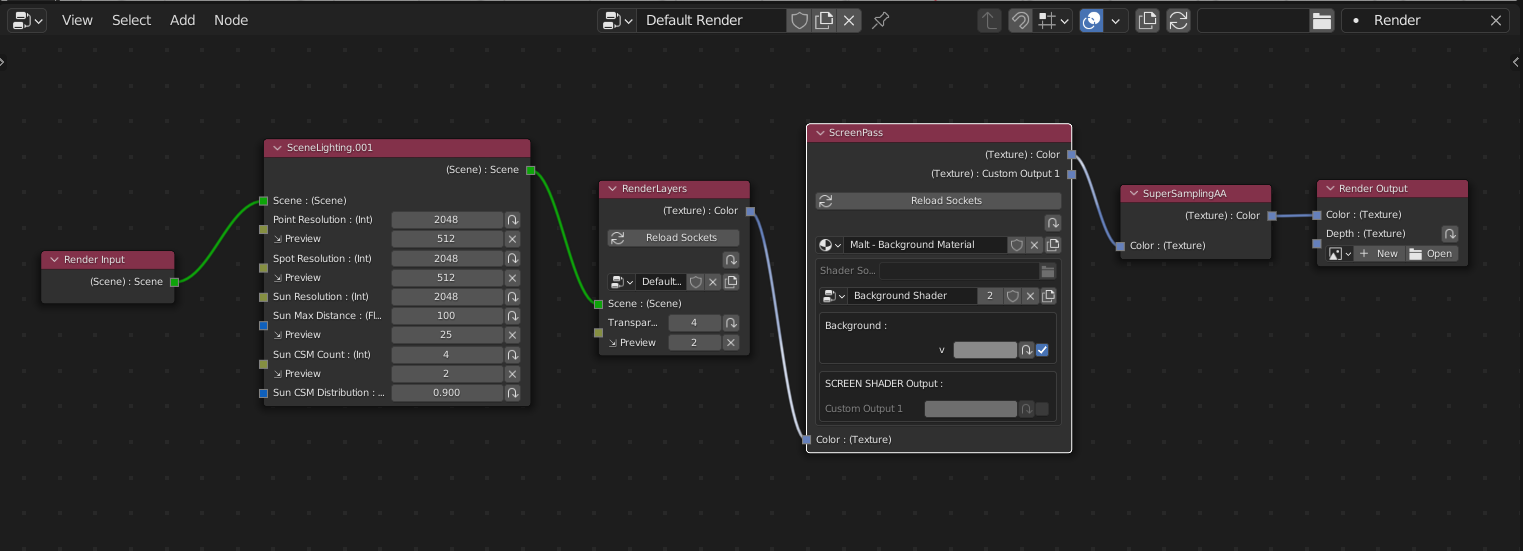 View Select Add Node Default Render Render
Render Input
(Scene) : Scene
SceneLighting.001
(Scene) : Scene
Scene : (Scene)
Point Resolution : (Int) 2048
Preview 512
Spot Resolution : (Int) 2048
Preview 512
Sun Resolution : (Int) 2048
Sun Max Distance : (Fl... 100
Preview 25
Sun CSM Count : (Int) 4
Preview 2
Sun CSM Distribution : ... 0.900
RenderLayers
(Texture) : Color
Reload Sockets
Default...
Scene : (Scene)
Transpar... 4
Preview 2
ScreenPass
(Texture) : Color
(Texture) : Custom Output 1
Reload Sockets
Malt - Background Material
Shader So...
Background Shader 2
Background :
v
SCREEN SHADER Output :
Custom Output 1
Color : (Texture)
SuperSamplingAA
(Texture) : Color
Color : (Texture)
Render Output
Color : (Texture)
Depth : (Texture)
New Open